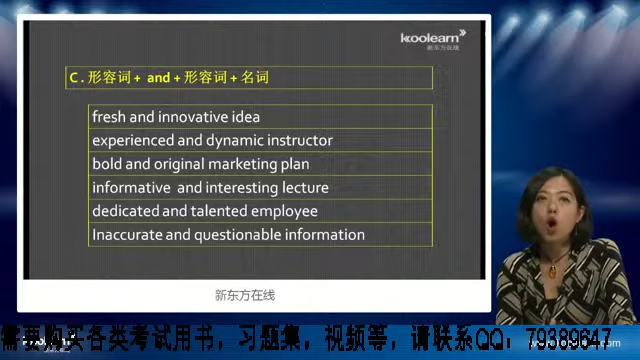 koolearn
新东方在线
C. 形容词+ and + 形容词 + 名词
fresh and innovative idea
experienced and dynamic instructor
bold and original marketing plan
informative and interesting lecture
dedicated and talented employee
Inaccurate and questionable information
新东方在线
需要购买各类考试用书，习题集，视频等，请联系QQ：79389647